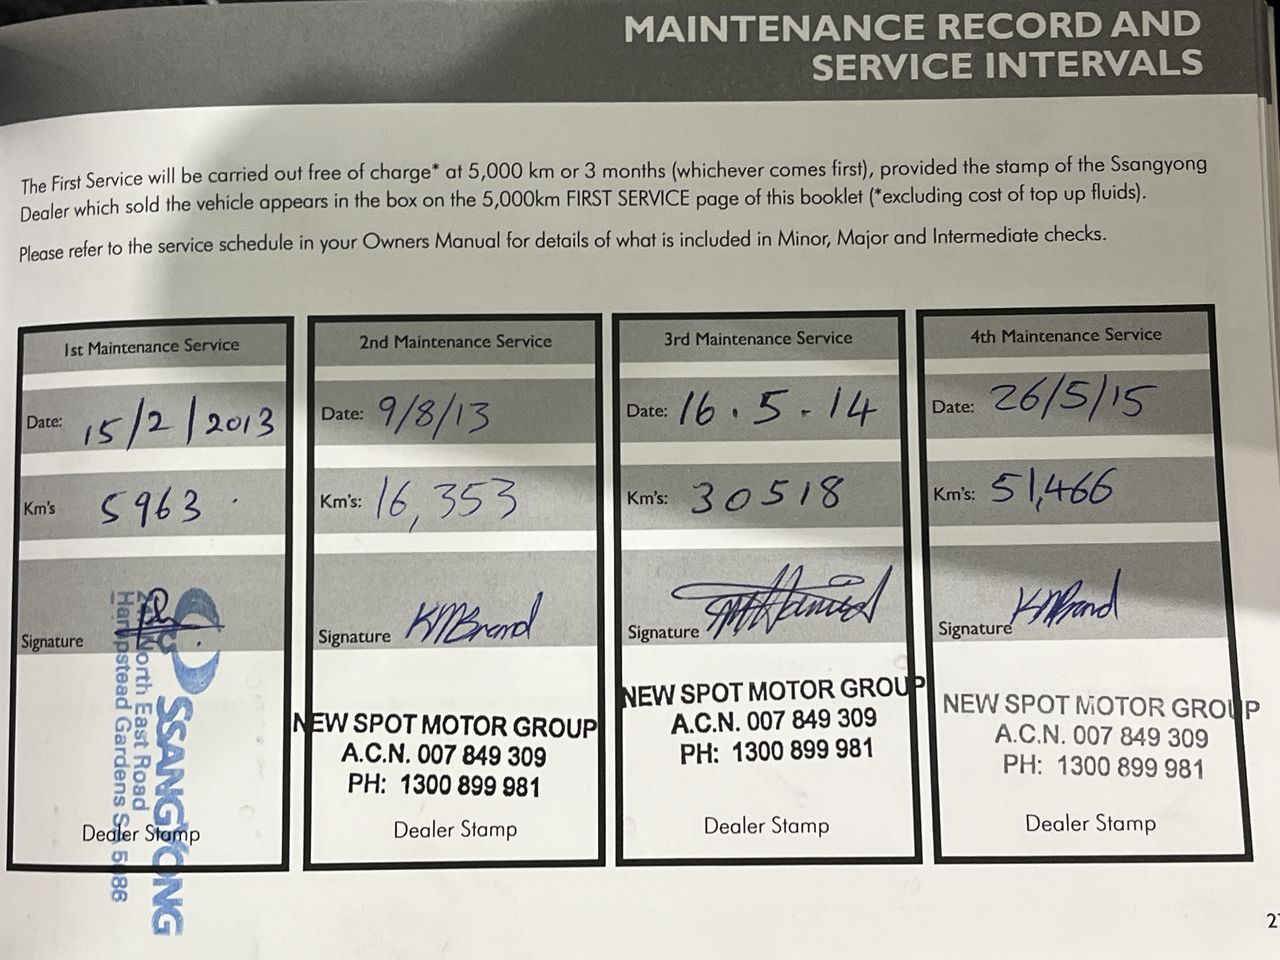 MAINTENANCE RECORD AND
SERVICE INTERVALS
The First Service will be carried out free of charge* at 5,000 km or 3 months (whichever comes first), provided the stamp of the Ssangyong
Dealer which sold the vehicle appears in the box on the 5,000km FIRST SERVICE page of this booklet (*excluding cost of top up fluids).
Please refer to the service schedule in your Owners Manual for details of what is included in Minor, Major and Intermediate checks.
1st Maintenance Service
Date: 15/2/2013
Km's 5963
Signature
SSANGYONG
North East Road
Hampstead Gardens SA 5086
Dealer Stamp
2nd Maintenance Service
Date: 9/8/13
Km's: 16,353
Signature KMBrand
NEW SPOT MOTOR GROUP
A.C.N. 007 849 309
PH: 1300 899 981
Dealer Stamp
3rd Maintenance Service
Date: 16.5-14
Km's: 30518
Signature
NEW SPOT MOTOR GROUP
A.C.N. 007 849 309
PH: 1300 899 981
Dealer Stamp
4th Maintenance Service
Date: 26/5/15
Km's: 51,466
Signature KMBrand
NEW SPOT MOTOR GROUP
A.C.N. 007 849 309
PH: 1300 899 981
Dealer Stamp